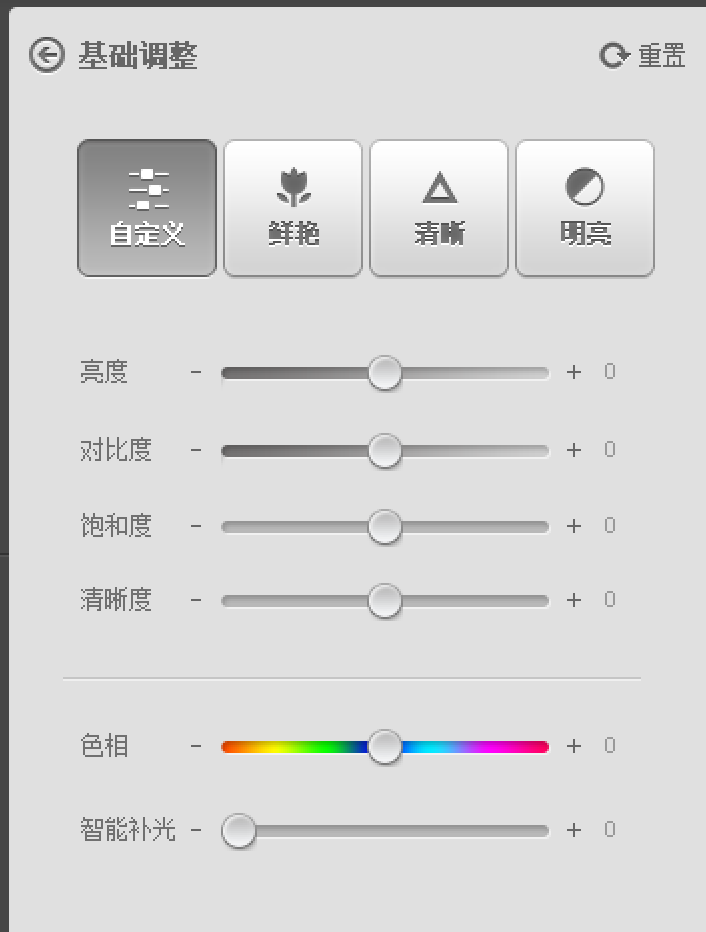 基础调整 重置
自定义 鲜艳 清晰 明亮
亮度 - + 0
对比度 - + 0
饱和度 - + 0
清晰度 - + 0
色相 - + 0
智能补光 - + 0